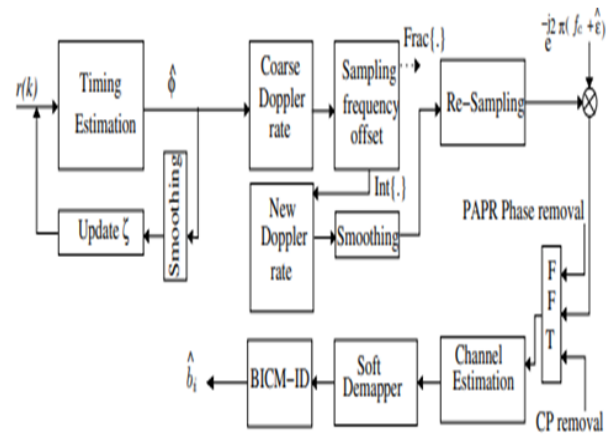 r(k)
Timing
Estimation
ϕ̂
Smoothing
Update ζ
Coarse
Doppler
rate
Sampling
frequency
offset
Frac{.}
Int{.}
New
Doppler
rate
Smoothing
Re-Sampling
e^{-j2π(f_c+ε̂)}
PAPR Phase removal
F
F
T
CP removal
Channel
Estimation
Soft
Demapper
BICM-ID
b̂_i